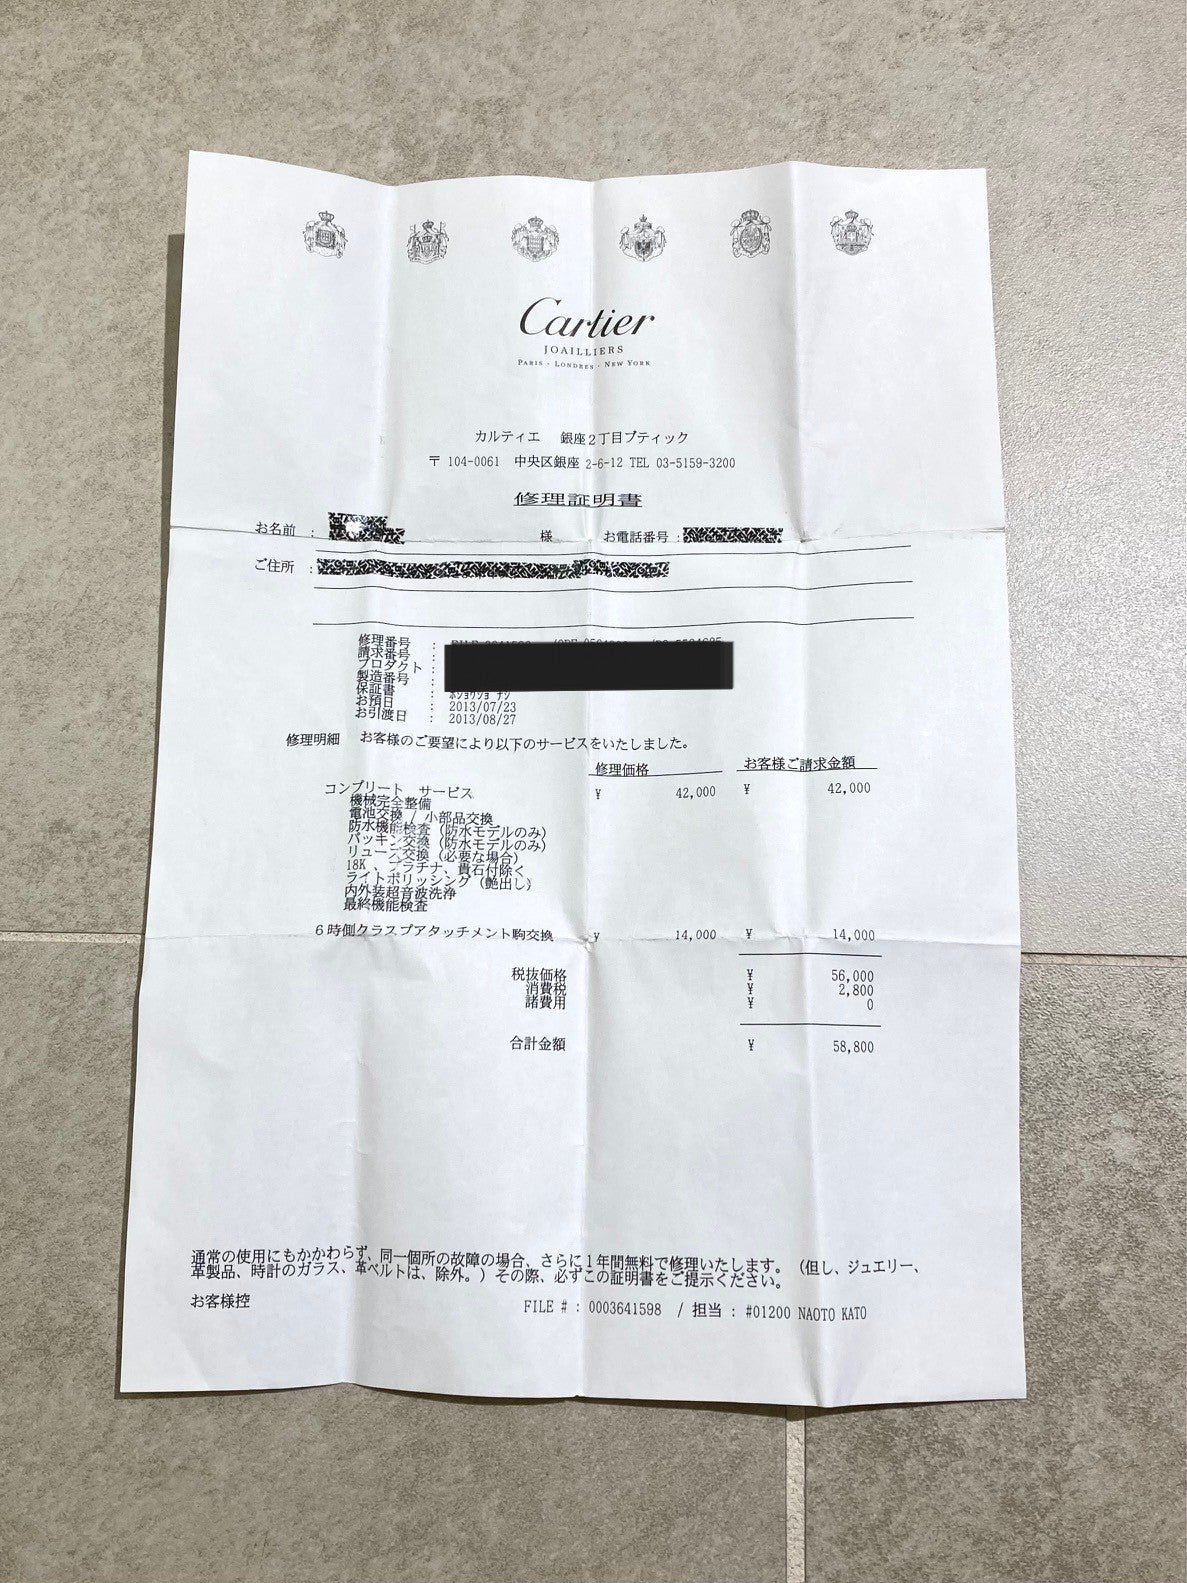 Cartier
JOAILLIERS
PARIS · LONDRES · NEW YORK
カルティエ 銀座2丁目ブティック
〒 104-0061 中央区銀座 2-6-12 TEL 03-5159-3200
修理証明書
お名前 : 様 お電話番号 :
ご住所 :
修理番号 :
請求番号 :
プロダクト :
製造番号 :
保証書 : ホショウショ ナシ
お預日 : 2013/07/23
お引渡日 : 2013/08/27
修理明細 お客様のご要望により以下のサービスをいたしました。
修理価格 お客様ご請求金額
コンプリート サービス ¥ 42,000 ¥ 42,000
機械完全整備
電池交換 / 小部品交換
防水機能検査 (防水モデルのみ)
パッキン交換 (防水モデルのみ)
リューズ交換 (必要な場合)
18K 、プラチナ、貴石付除く
ライトポリッシング (艶出し)
内外装超音波洗浄
最終機能検査
6時側クラスプアタッチメント駒交換 ¥ 14,000 ¥ 14,000
税抜価格 ¥ 56,000
消費税 ¥ 2,800
諸費用 ¥ 0
合計金額 ¥ 58,800
通常の使用にもかかわらず、同一個所の故障の場合、さらに1年間無料で修理いたします。(但し、ジュエリー、
革製品、時計のガラス、革ベルトは、除外。)その際、必ずこの証明書をご提示ください。
お客様控 FILE # : 0003641598 / 担当 : #01200 NAOTO KATO